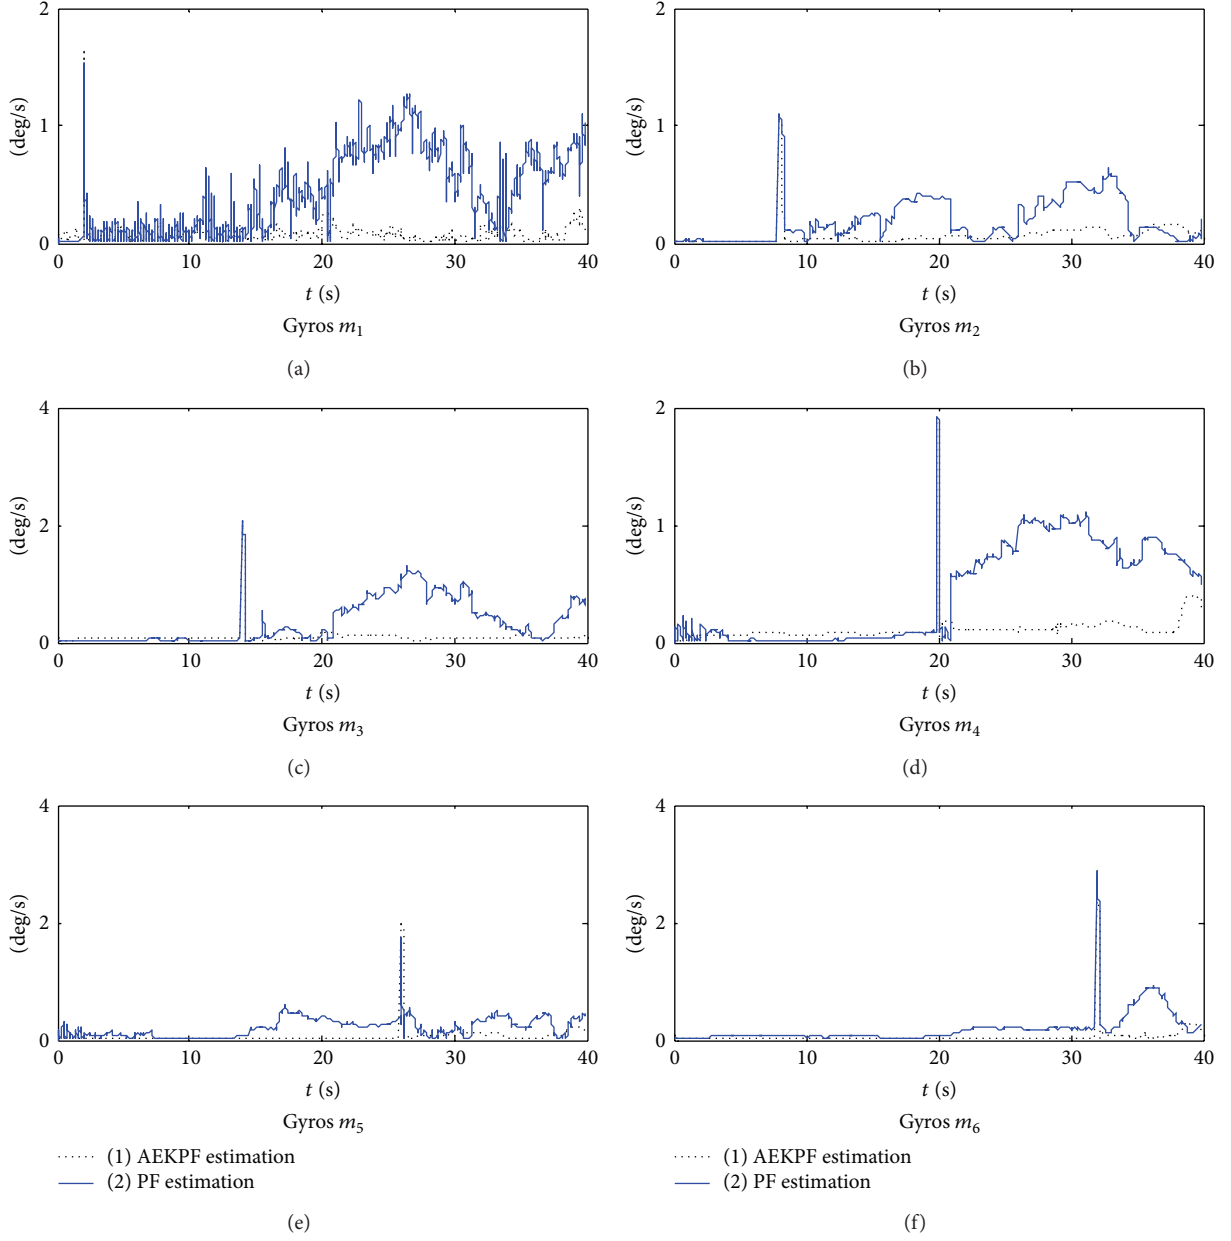 2
1
0
(deg/s)
0 10 20 30 40
t (s)
Gyros m₁
(a)
2
1
0
(deg/s)
0 10 20 30 40
t (s)
Gyros m₂
(b)
4
2
0
(deg/s)
0 10 20 30 40
t (s)
Gyros m₃
(c)
2
1
0
(deg/s)
0 10 20 30 40
t (s)
Gyros m₄
(d)
4
2
0
(deg/s)
0 10 20 30 40
t (s)
Gyros m₅
(1) AEKPF estimation
(2) PF estimation
(e)
4
2
0
(deg/s)
0 10 20 30 40
t (s)
Gyros m₆
(1) AEKPF estimation
(2) PF estimation
(f)